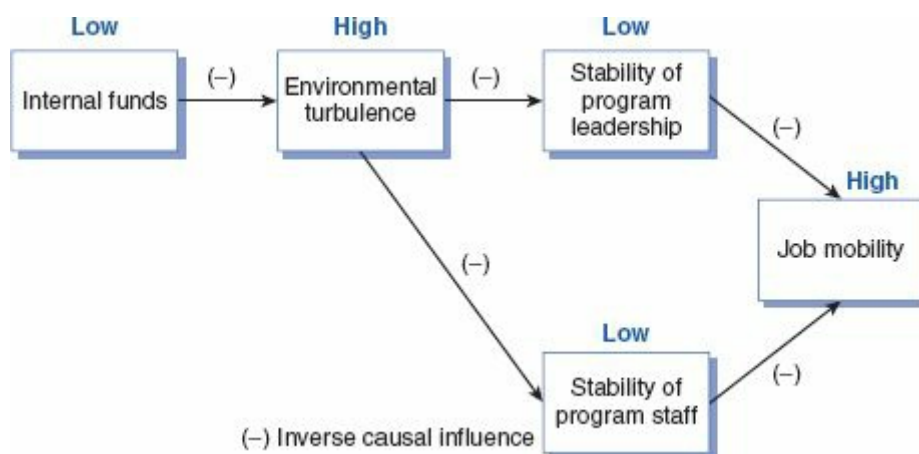 Low
High
Low
Internal funds
(–)
Environmental
turbulence
(–)
Stability of
program
leadership
(–)
High
Job mobility
(–)
Low
Stability of
program staff
(–)
(–) Inverse causal influence